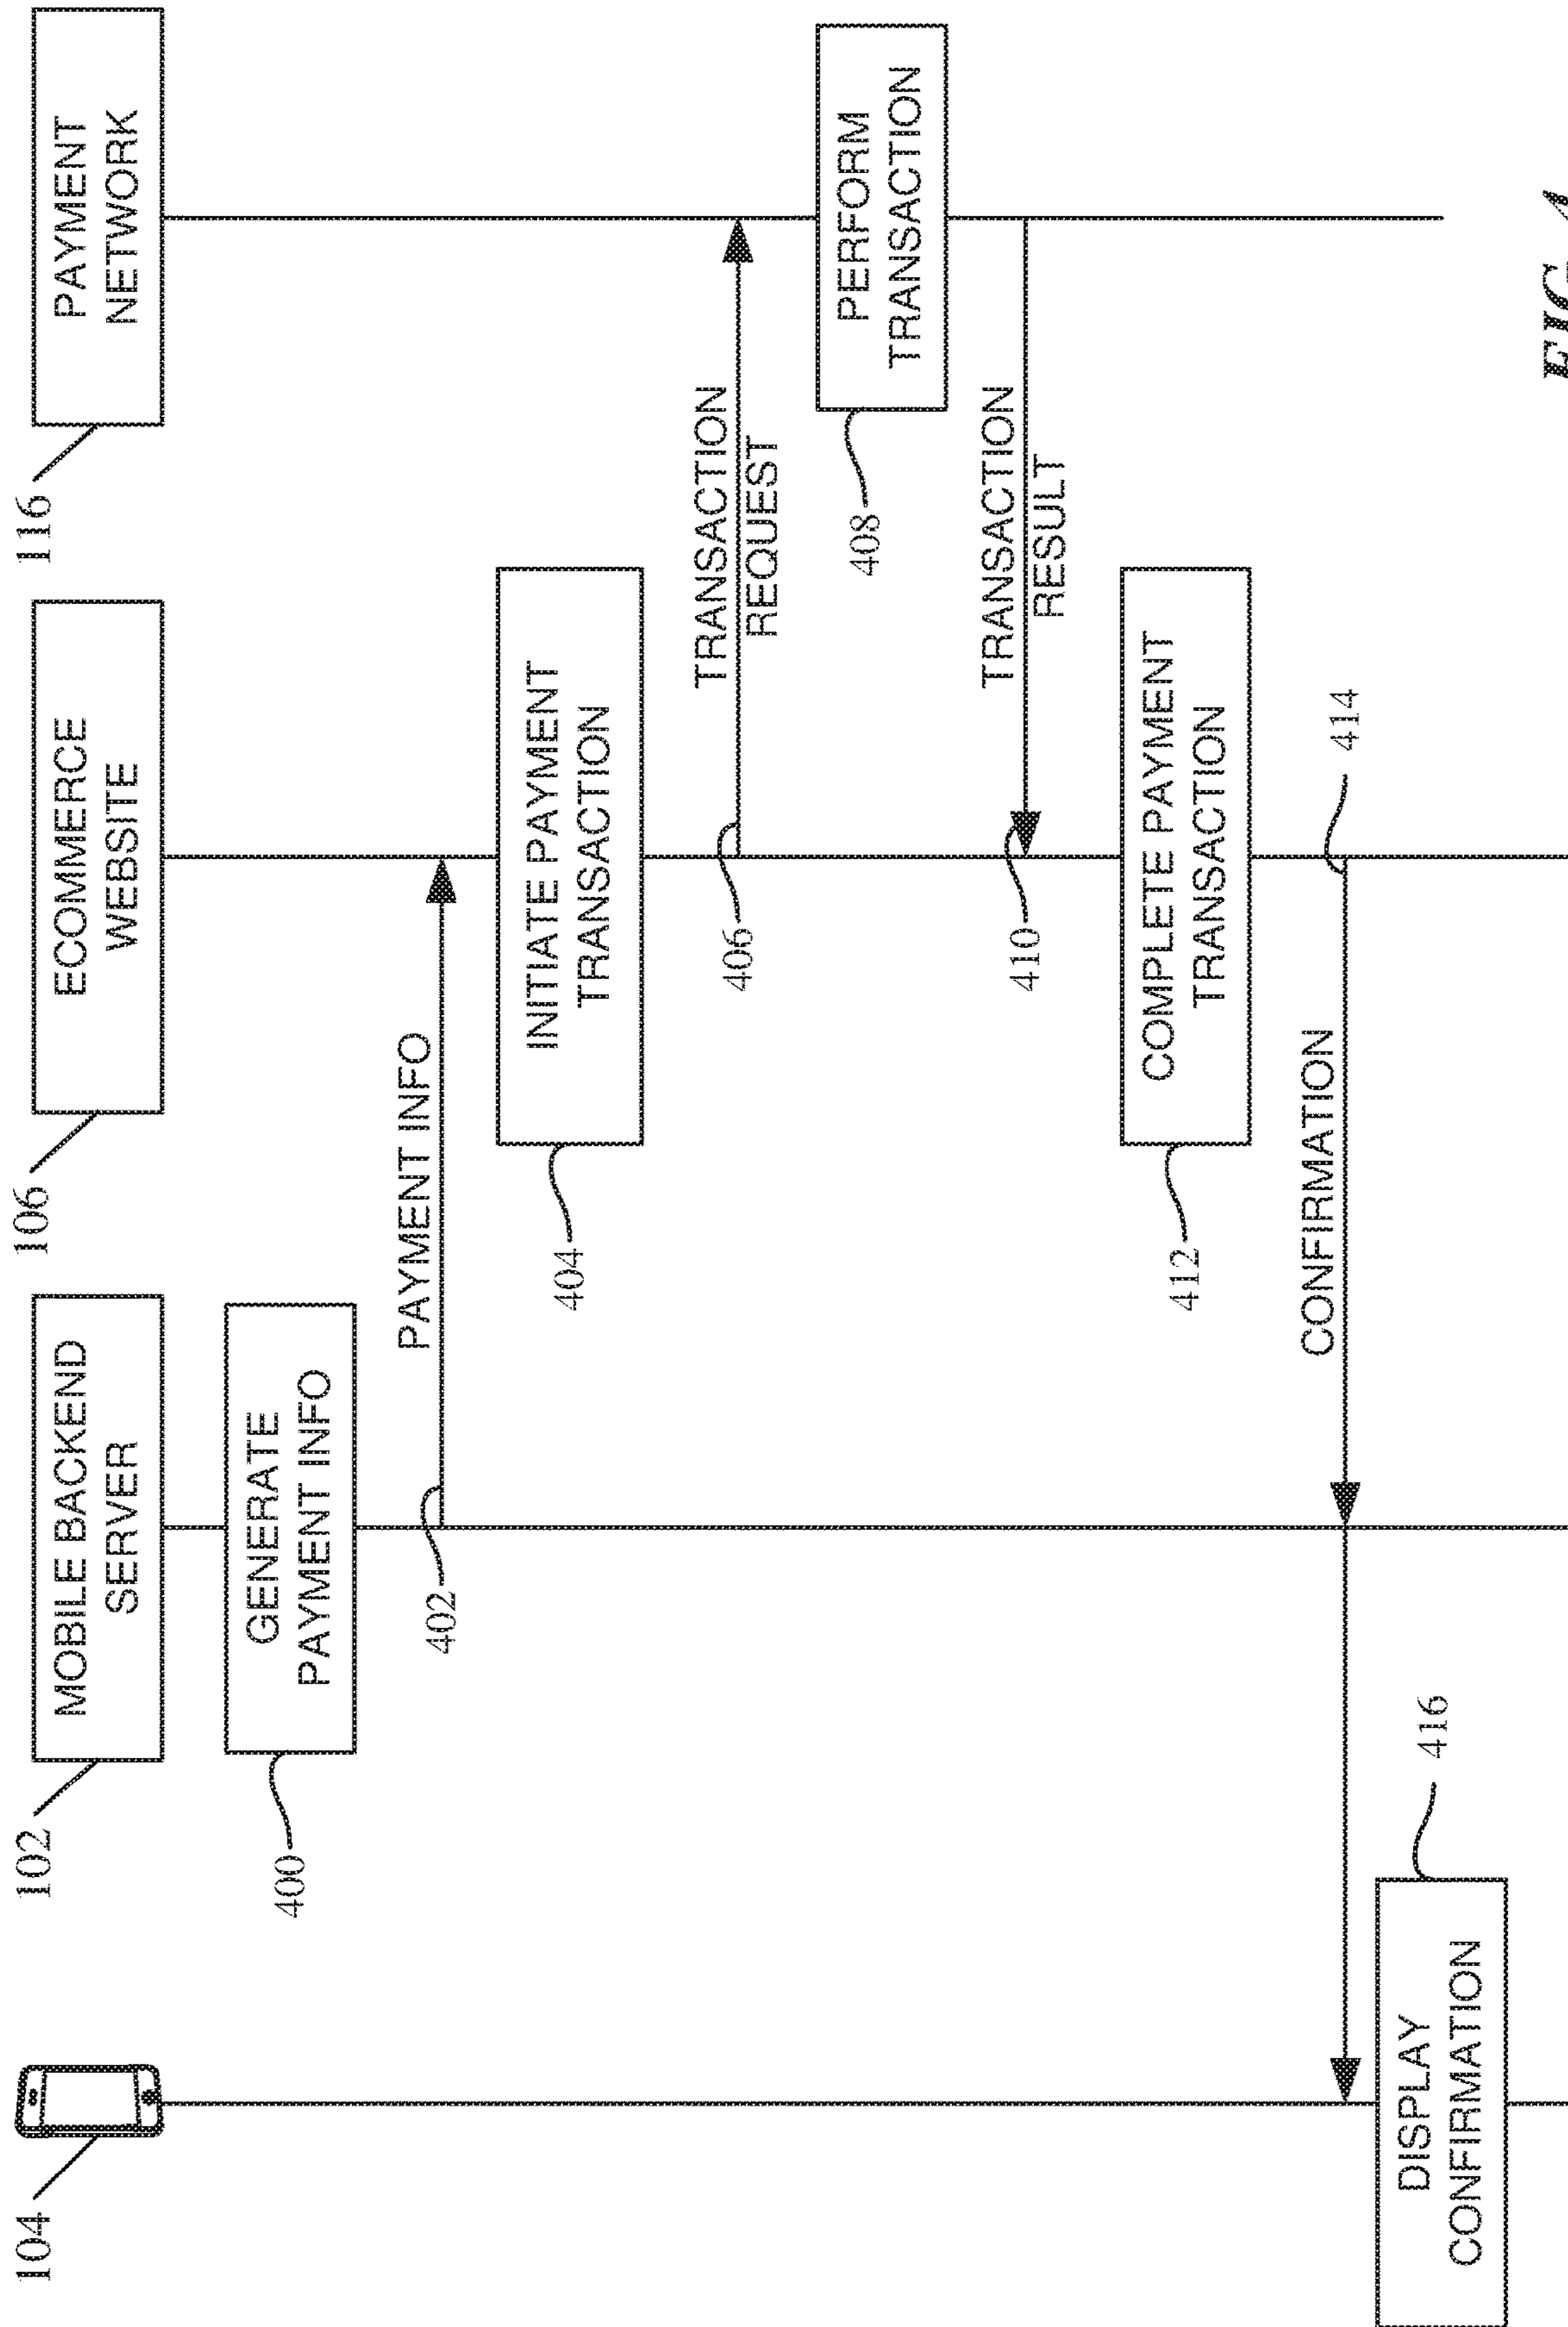 104
102
106
116
MOBILE BACKEND
SERVER
ECOMMERCE
WEBSITE
PAYMENT
NETWORK
400
GENERATE
PAYMENT INFO
402
PAYMENT INFO
404
INITIATE PAYMENT
TRANSACTION
406
TRANSACTION
REQUEST
408
PERFORM
TRANSACTION
410
TRANSACTION
RESULT
412
COMPLETE PAYMENT
TRANSACTION
CONFIRMATION
414
DISPLAY
CONFIRMATION
416
FIG. 4